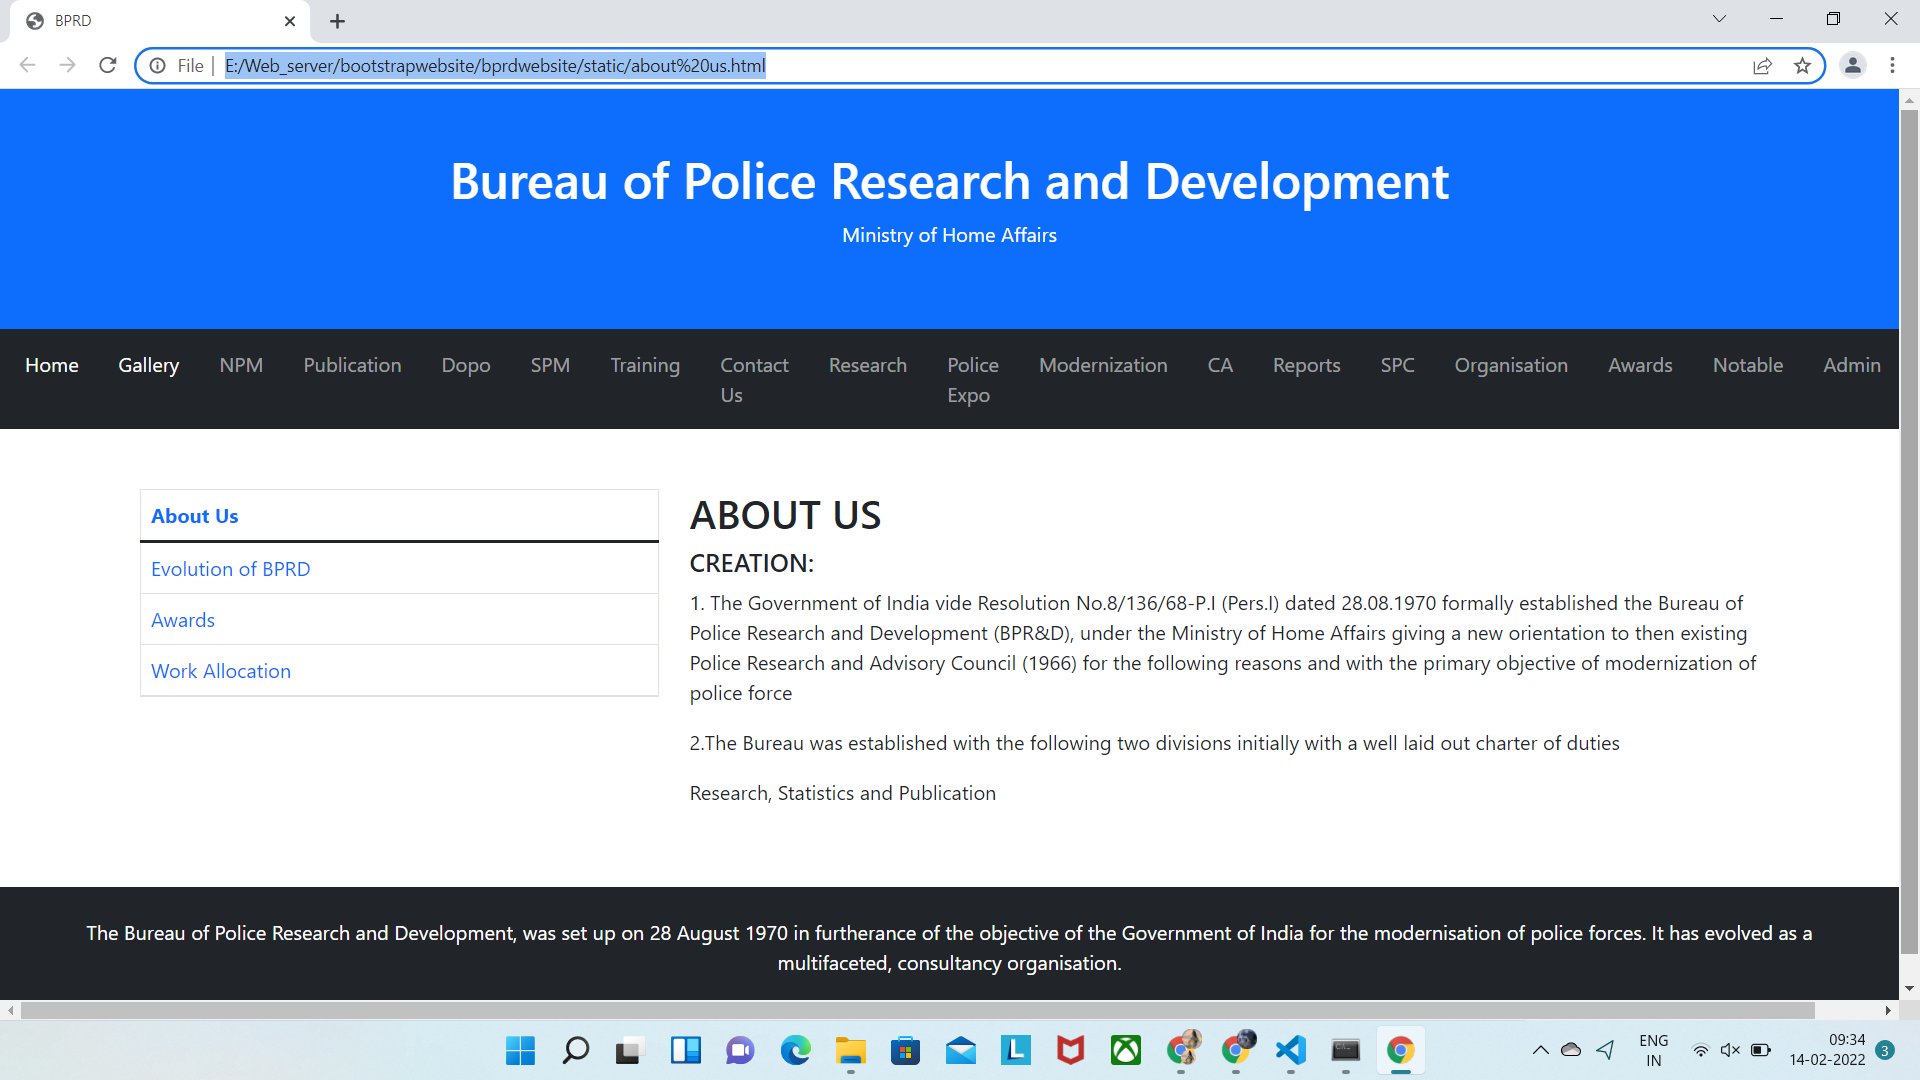 BPRD
File
E:/Web_server/bootstrapwebsite/bprdwebsite/static/about%20us.html
Bureau of Police Research and Development
Ministry of Home Affairs
Home Gallery NPM Publication Dopo SPM Training Contact Us Research Police Expo Modernization CA Reports SPC Organisation Awards Notable Admin
About Us
Evolution of BPRD
Awards
Work Allocation
ABOUT US
CREATION:
1. The Government of India vide Resolution No.8/136/68-P.I (Pers.I) dated 28.08.1970 formally established the Bureau of
Police Research and Development (BPR&D), under the Ministry of Home Affairs giving a new orientation to then existing
Police Research and Advisory Council (1966) for the following reasons and with the primary objective of modernization of
police force
2.The Bureau was established with the following two divisions initially with a well laid out charter of duties
Research, Statistics and Publication
The Bureau of Police Research and Development, was set up on 28 August 1970 in furtherance of the objective of the Government of India for the modernisation of police forces. It has evolved as a
multifaceted, consultancy organisation.
L
ENG
IN
09:34
14-02-2022
3